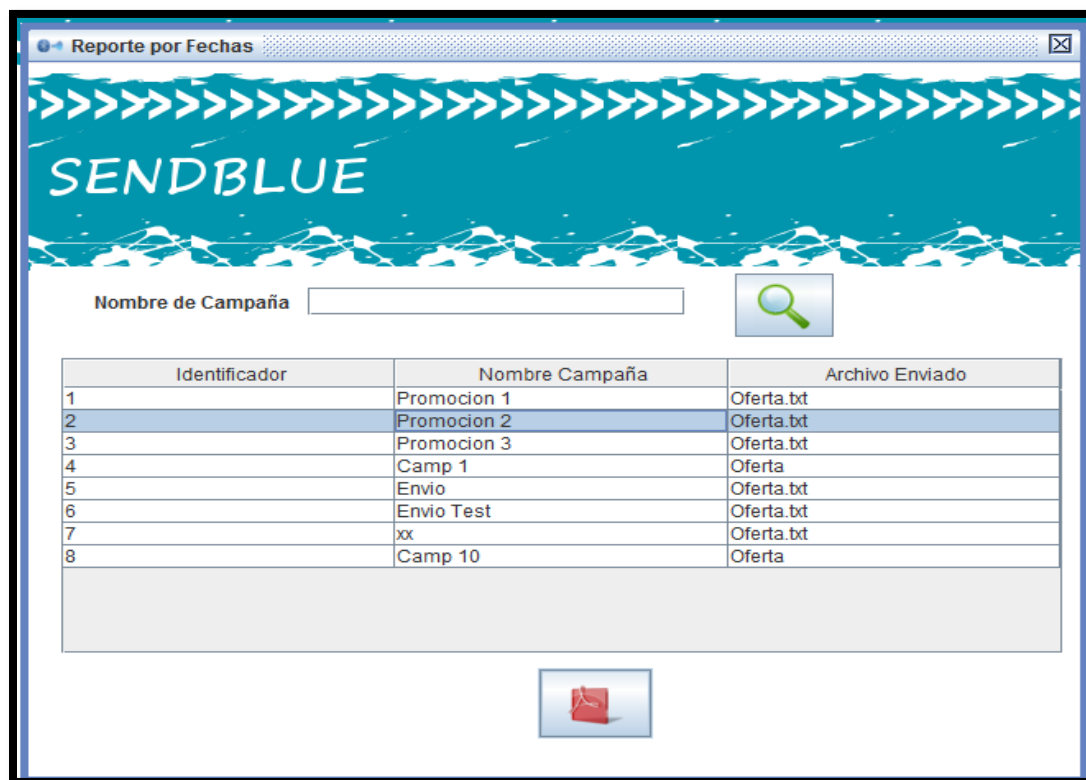 Reporte por Fechas
SENDBLUE
Nombre de Campaña
Identificador Nombre Campaña Archivo Enviado
1 Promocion 1 Oferta.txt
2 Promocion 2 Oferta.txt
3 Promocion 3 Oferta.txt
4 Camp 1 Oferta
5 Envio Oferta.txt
6 Envio Test Oferta.txt
7 xx Oferta.txt
8 Camp 10 Oferta